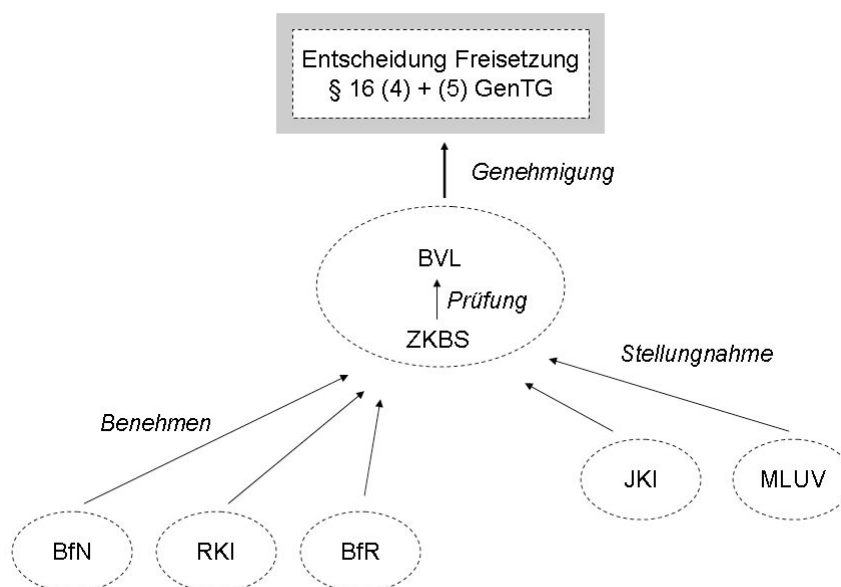 Entscheidung Freisetzung
§ 16 (4) + (5) GenTG
Genehmigung
BVL
Prüfung
ZKBS
Stellungnahme
Benehmen
JKI
MLUV
BfN
RKI
BfR